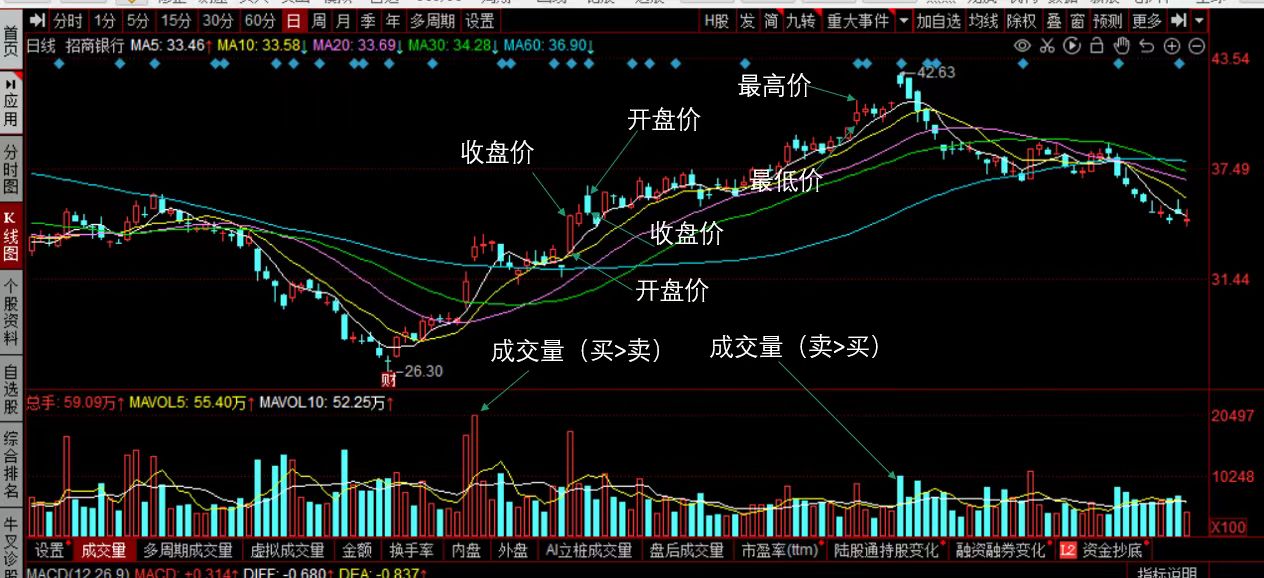 分时 1分 5分 15分 30分 60分 日 周 月 季 年 多周期 设置 H股 发 简 九转 重大事件 加自选 均线 除权 叠 窗 预测 更多
日线 招商银行 MA5: 33.46↑ MA10: 33.58↓ MA20: 33.69↓ MA30: 34.28↓ MA60: 36.90↓
首页
应用
分时图
K线图
个股资料
自选股
综合排名
牛叉诊股
43.54
42.63
最高价
开盘价
收盘价
37.49
最低价
收盘价
31.44
开盘价
成交量（买>卖）
成交量（卖>买）
财
26.30
总手: 59.09万↑ MAVOL5: 55.40万↑ MAVOL10: 52.25万↑
20497
10248
X100
设置 成交量 多周期成交量 虚拟成交量 金额 换手率 内盘 外盘 AI立桩成交量 盘后成交量 市盈率(ttm) 陆股通持股变化 融资融券变化 L2 资金抄底
MACD(12,26,9) MACD: +0.314↑ DIFF: -0.680↑ DEA: -0.837↑
指标说明